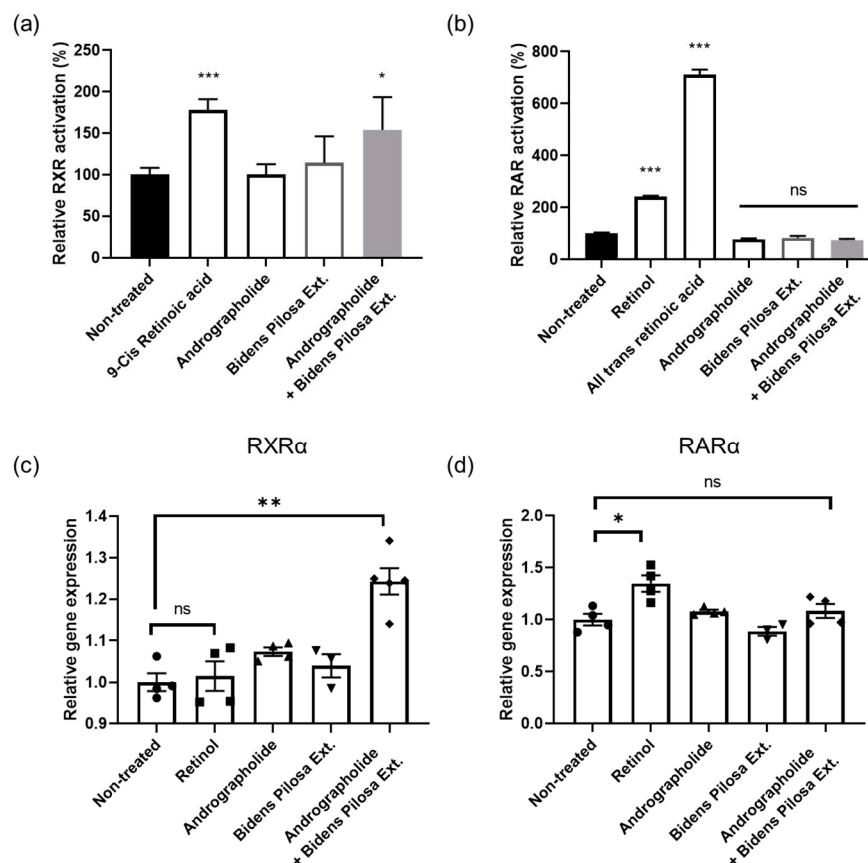 (a)
Relative RXR activation (%)
250
200
150
100
50
0
***
*
Non-treated
9-Cis Retinoic acid
Andrographolide
Bidens Pilosa Ext.
Andrographolide
+ Bidens Pilosa Ext.
(b)
Relative RAR activation (%)
800
600
400
200
0
***
***
ns
Non-treated
Retinol
All trans retinoic acid
Andrographolide
Bidens Pilosa Ext.
Andrographolide
+ Bidens Pilosa Ext.
(c)
RXRα
Relative gene expression
1.4
1.3
1.2
1.1
1.0
0.9
ns
**
Non-treated
Retinol
Andrographolide
Bidens Pilosa Ext.
Andrographolide
+ Bidens Pilosa Ext.
(d)
RARα
Relative gene expression
2.0
1.5
1.0
0.5
0.0
*
ns
Non-treated
Retinol
Andrographolide
Bidens Pilosa Ext.
Andrographolide
+ Bidens Pilosa Ext.